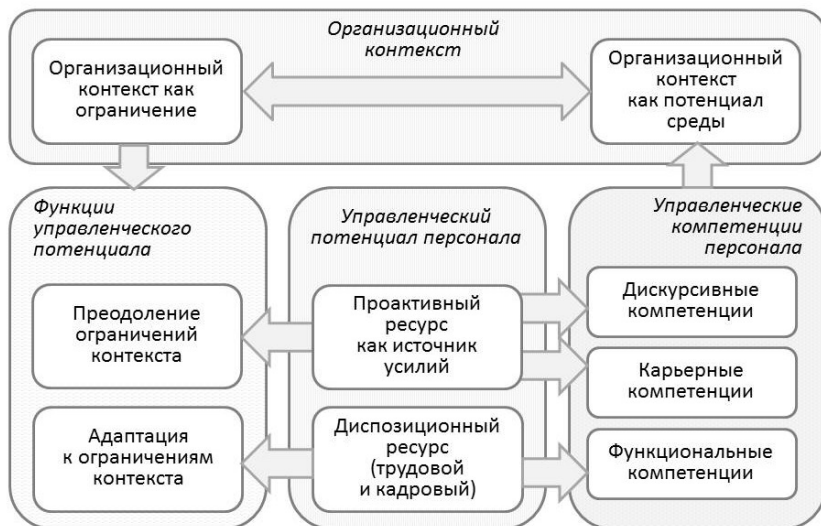 Организационный
контекст
Организационный
контекст как
ограничение
Организационный
контекст
как потенциал
среды
Функции
управленческого
потенциала
Преодоление
ограничений
контекста
Адаптация
к ограничениям
контекста
Управленческий
потенциал персонала
Проактивный
ресурс
как источник
усилий
Диспозиционный
ресурс
(трудовой
и кадровый)
Управленческие
компетенции
персонала
Дискурсивные
компетенции
Карьерные
компетенции
Функциональные
компетенции